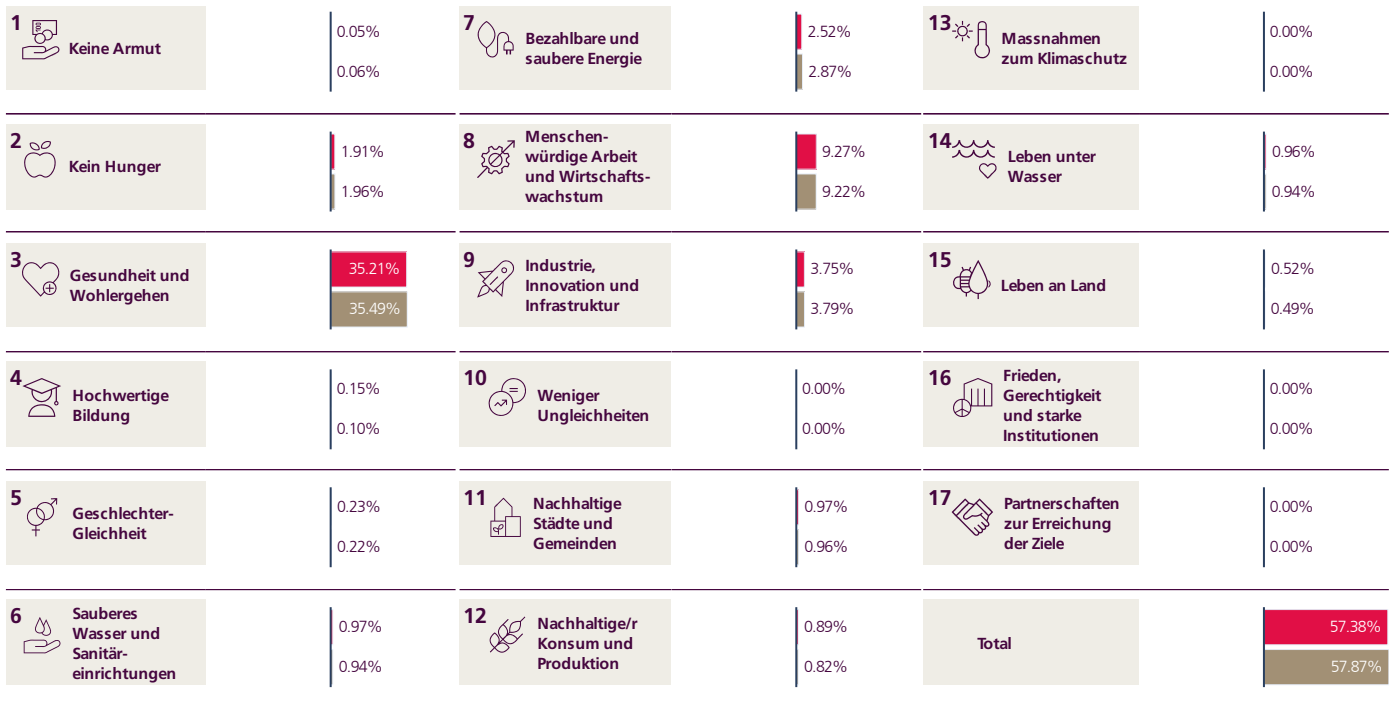 1
Keine Armut
0.05%
0.06%
2
Kein Hunger
1.91%
1.96%
3
Gesundheit und
Wohlergehen
35.21%
35.49%
4
Hochwertige
Bildung
0.15%
0.10%
5
Geschlechter-
Gleichheit
0.23%
0.22%
6
Sauberes
Wasser und
Sanitär-
einrichtungen
0.97%
0.94%
7
Bezahlbare und
saubere Energie
2.52%
2.87%
8
Menschen-
würdige Arbeit
und Wirtschafts-
wachstum
9.27%
9.22%
9
Industrie,
Innovation und
Infrastruktur
3.75%
3.79%
10
Weniger
Ungleichheiten
0.00%
0.00%
11
Nachhaltige
Städte und
Gemeinden
0.97%
0.96%
12
Nachhaltige/r
Konsum und
Produktion
0.89%
0.82%
13
Massnahmen
zum Klimaschutz
0.00%
0.00%
14
Leben unter
Wasser
0.96%
0.94%
15
Leben an Land
0.52%
0.49%
16
Frieden,
Gerechtigkeit
und starke
Institutionen
0.00%
0.00%
17
Partnerschaften
zur Erreichung
der Ziele
0.00%
0.00%
Total
57.38%
57.87%